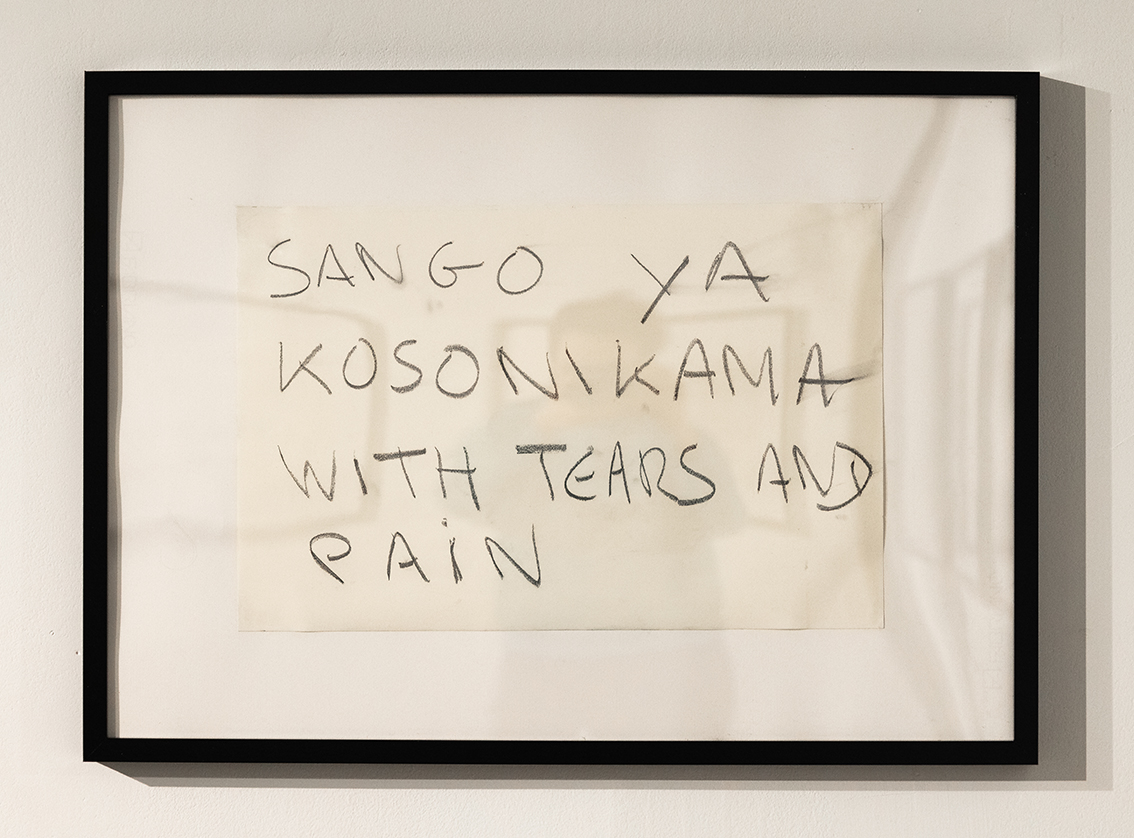 SANGO YA
KOSONIKAMA
WITH TEARS AND
PAiN